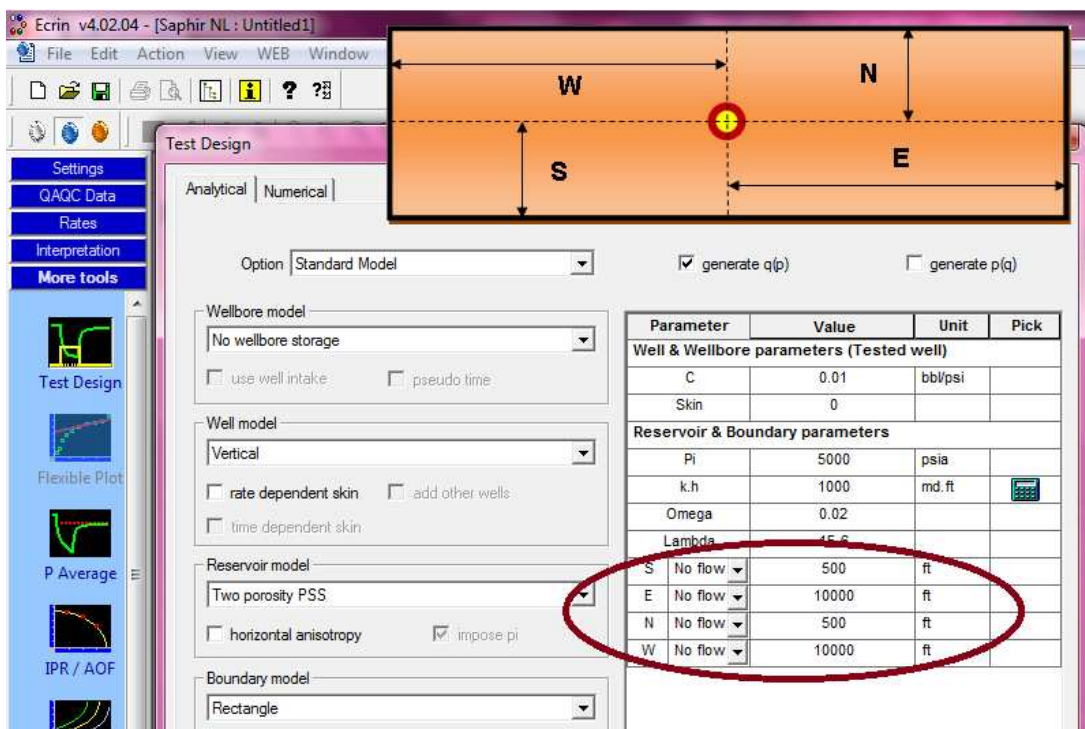 Ecrin v4.02.04 - [Saphir NL : Untitled1]
File Edit Action View WEB Window
W
N
S
E
Test Design
Settings
QAQC Data
Rates
Interpretation
More tools
Test Design
Flexible Plot
P Average
IPR / AOF
Analytical Numerical
Option Standard Model
generate q(p) generate p(q)
Wellbore model
No wellbore storage
use well intake pseudo time
Well model
Vertical
rate dependent skin add other wells
time dependent skin
Reservoir model
Two porosity PSS
horizontal anisotropy impose pi
Boundary model
Rectangle
Parameter Value Unit Pick
Well & Wellbore parameters (Tested well)
C 0.01 bbl/psi
Skin 0
Reservoir & Boundary parameters
Pi 5000 psia
k.h 1000 md.ft
Omega 0.02
Lambda
S No flow 500 ft
E No flow 10000 ft
N No flow 500 ft
W No flow 10000 ft